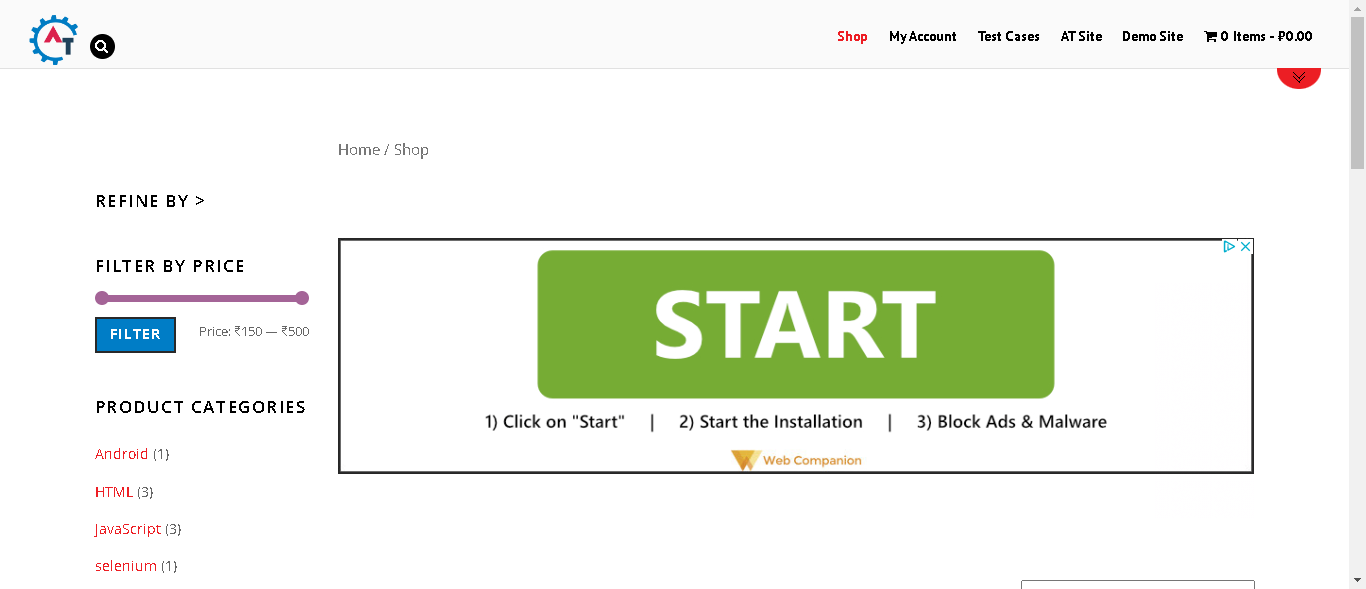 AT
Shop
My Account
Test Cases
AT Site
Demo Site
0 Items - ₽0.00
Home / Shop
REFINE BY >
FILTER BY PRICE
FILTER
Price: ₹150 — ₹500
PRODUCT CATEGORIES
Android (1)
HTML (3)
JavaScript (3)
selenium (1)
START
1) Click on "Start" | 2) Start the Installation | 3) Block Ads & Malware
Web Companion